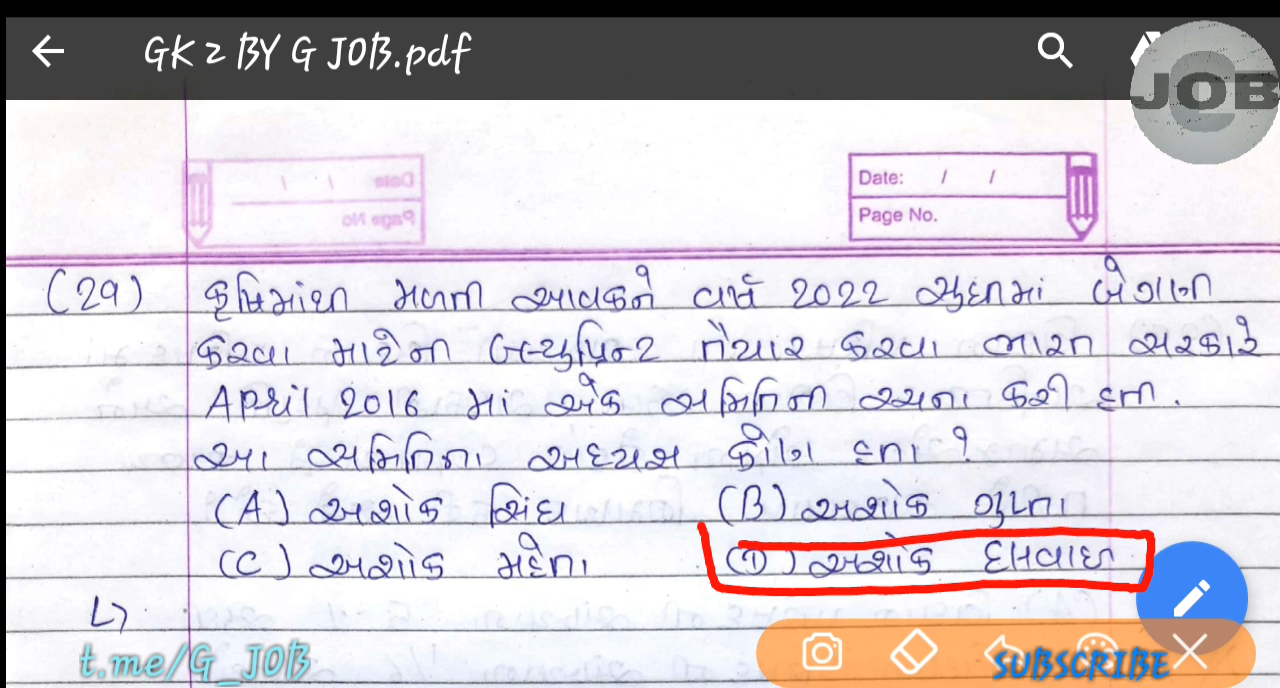 GK 2 BY G JOB.pdf
JOB
Date: / /
Page No.
Date / /
Page No
(29) કૃષિમાંથી મળતી આવકને વર્ષ 2022 સુધીમાં બેગણી
કરવા માટેના બ્લ્યુપ્રિન્ટ તૈયાર કરવા ભારત સરકારે
April 2016 માં એક સમિતિની રચના કરી હતી.
આ સમિતિના અધ્યક્ષ કોણ હતા?
(A) અશોક સિંઘ (B) અશોક ગુપ્તા
(C) અશોક મહેતા (D) અશોક દલવાઈ
t.me/G_JOB
SUBSCRIBE